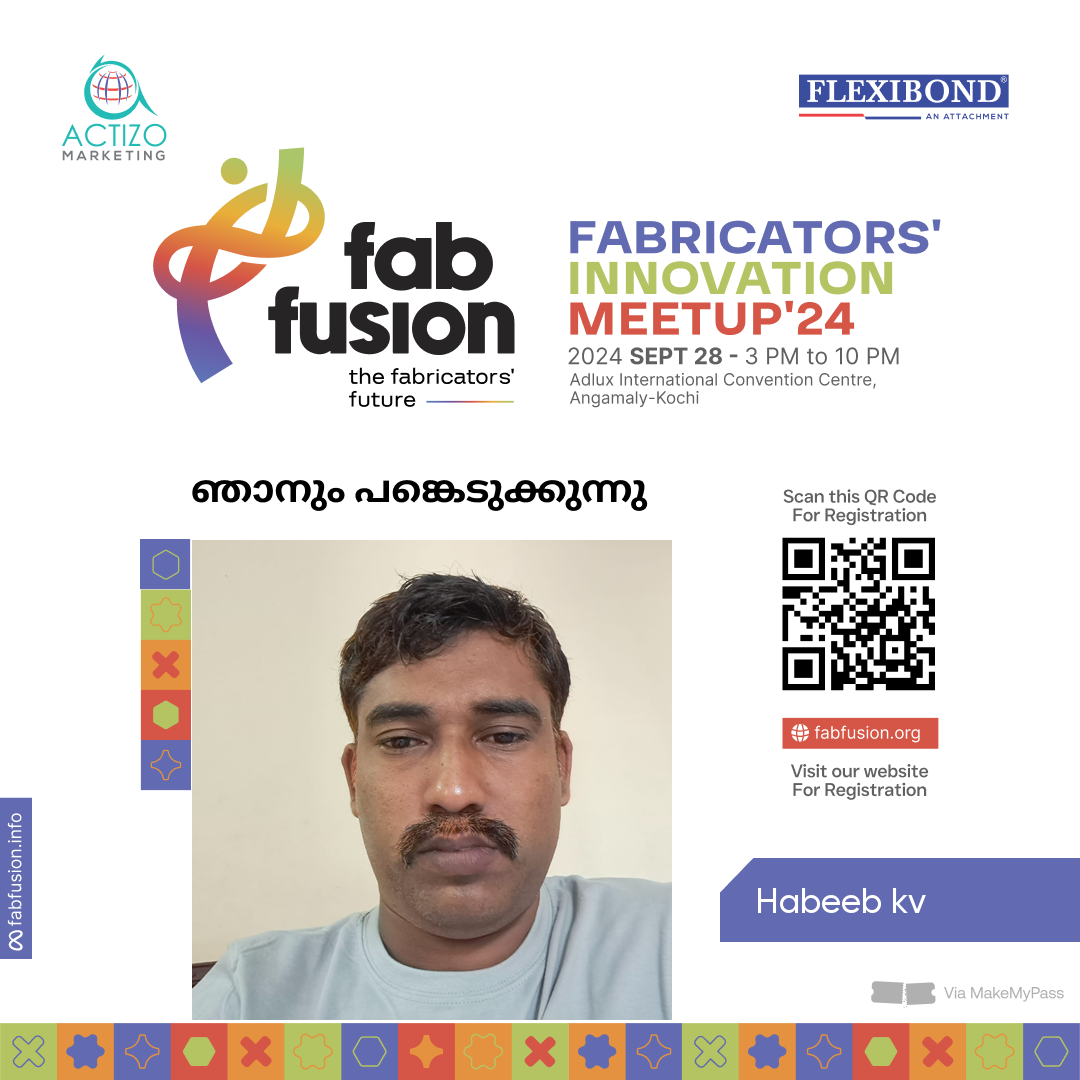 ACTIZO
MARKETING
FLEXIBOND®
AN ATTACHMENT
fab
fusion
the fabricators'
future
FABRICATORS'
INNOVATION
MEETUP'24
2024 SEPT 28 - 3 PM to 10 PM
Adlux International Convention Centre,
Angamaly-Kochi
ഞാനും പങ്കെടുക്കുന്നു
Scan this QR Code
For Registration
fabfusion.org
Visit our website
For Registration
fabfusion.info
Habeeb kv
Via MakeMyPass